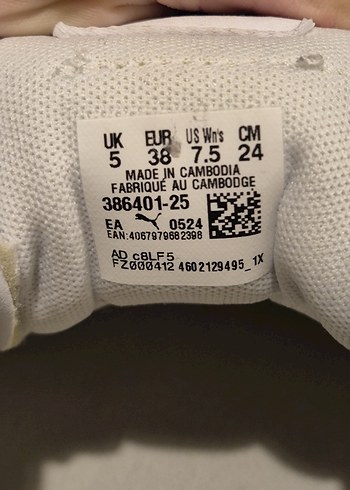 UK EUR US Wn's CM
5 38 7.5 24
MADE IN CAMBODIA
FABRIQUÉ AU CAMBODGE
386401-25
EA 0524
EAN:4067979682398
AD c8LF5
FZ000412 4602129495_1X